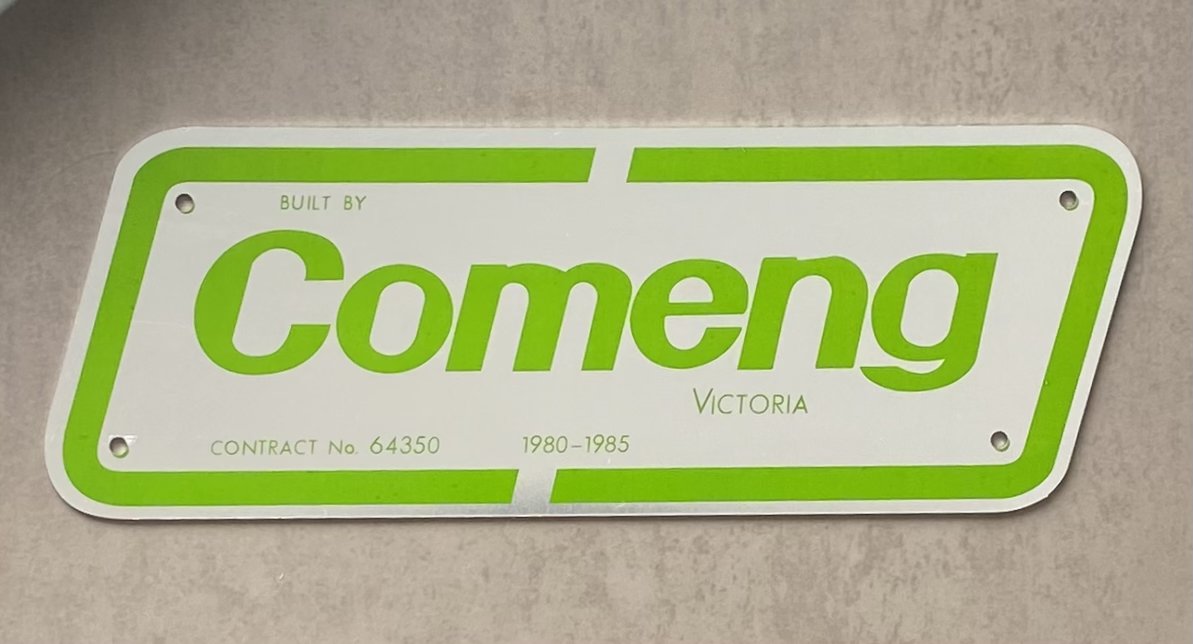 BUILT BY
Comeng
VICTORIA
CONTRACT No. 64350 1980–1985